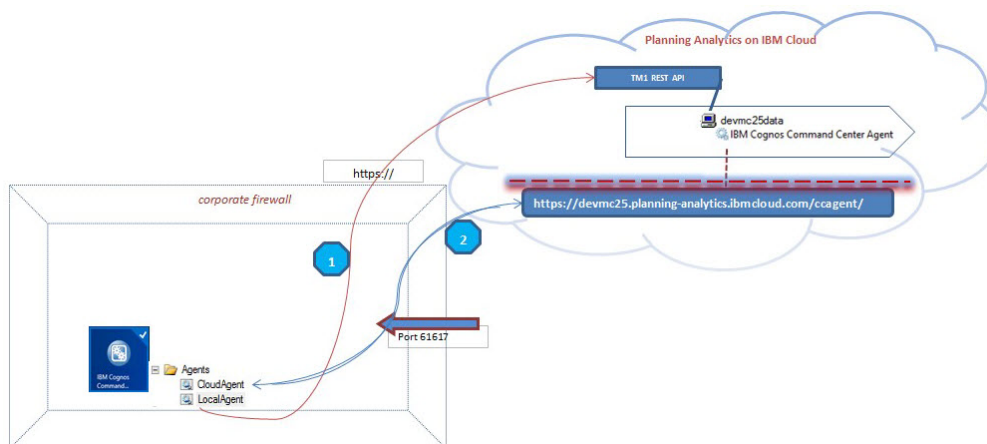 Planning Analytics on IBM Cloud
TM1 REST API
devmc25data
IBM Cognos Command Center Agent
https://
corporate firewall
https://devmc25.planning-analytics.ibmcloud.com/ccagent/
1
2
Port 61617
IBM Cognos
Command...
Agents
CloudAgent
LocalAgent